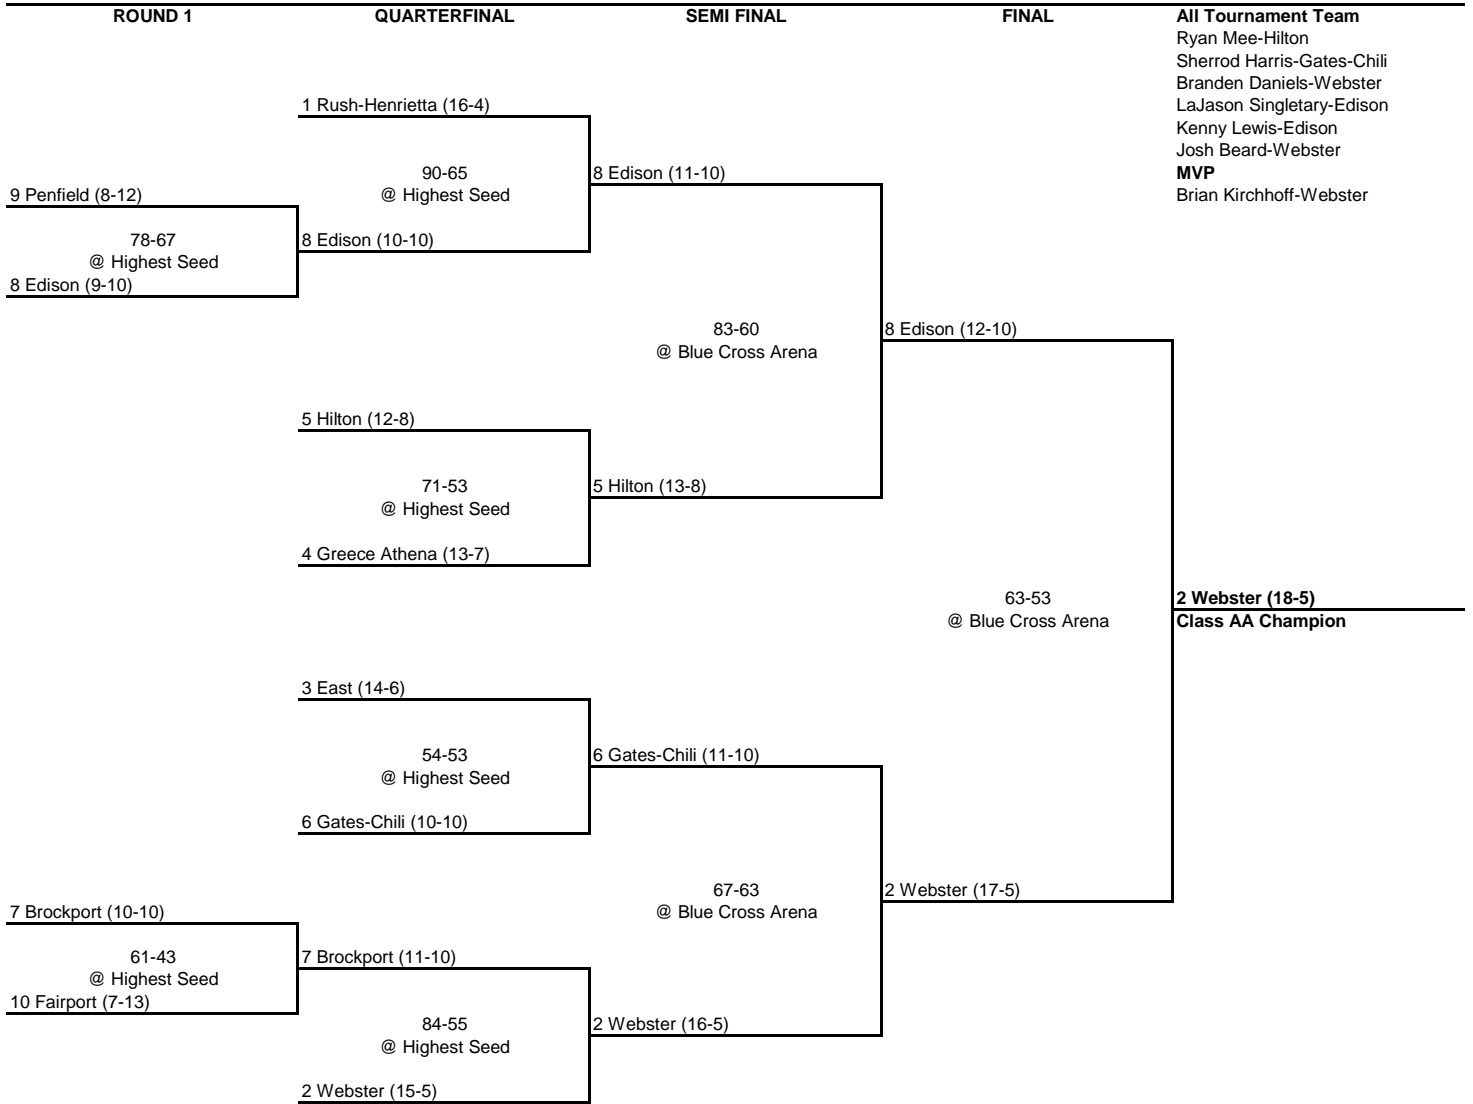 ROUND 1 QUARTERFINAL SEMI FINAL FINAL All Tournament Team
Ryan Mee-Hilton
Sherrod Harris-Gates-Chili
Branden Daniels-Webster
LaJason Singletary-Edison
Kenny Lewis-Edison
Josh Beard-Webster
MVP
Brian Kirchhoff-Webster
1 Rush-Henrietta (16-4)
90-65
@ Highest Seed
8 Edison (11-10)
9 Penfield (8-12)
78-67
@ Highest Seed
8 Edison (10-10)
8 Edison (9-10)
83-60
@ Blue Cross Arena
8 Edison (12-10)
5 Hilton (12-8)
71-53
@ Highest Seed
5 Hilton (13-8)
4 Greece Athena (13-7)
63-53
@ Blue Cross Arena
2 Webster (18-5)
Class AA Champion
3 East (14-6)
54-53
@ Highest Seed
6 Gates-Chili (11-10)
6 Gates-Chili (10-10)
67-63
@ Blue Cross Arena
2 Webster (17-5)
7 Brockport (10-10)
61-43
@ Highest Seed
7 Brockport (11-10)
10 Fairport (7-13)
84-55
@ Highest Seed
2 Webster (16-5)
2 Webster (15-5)